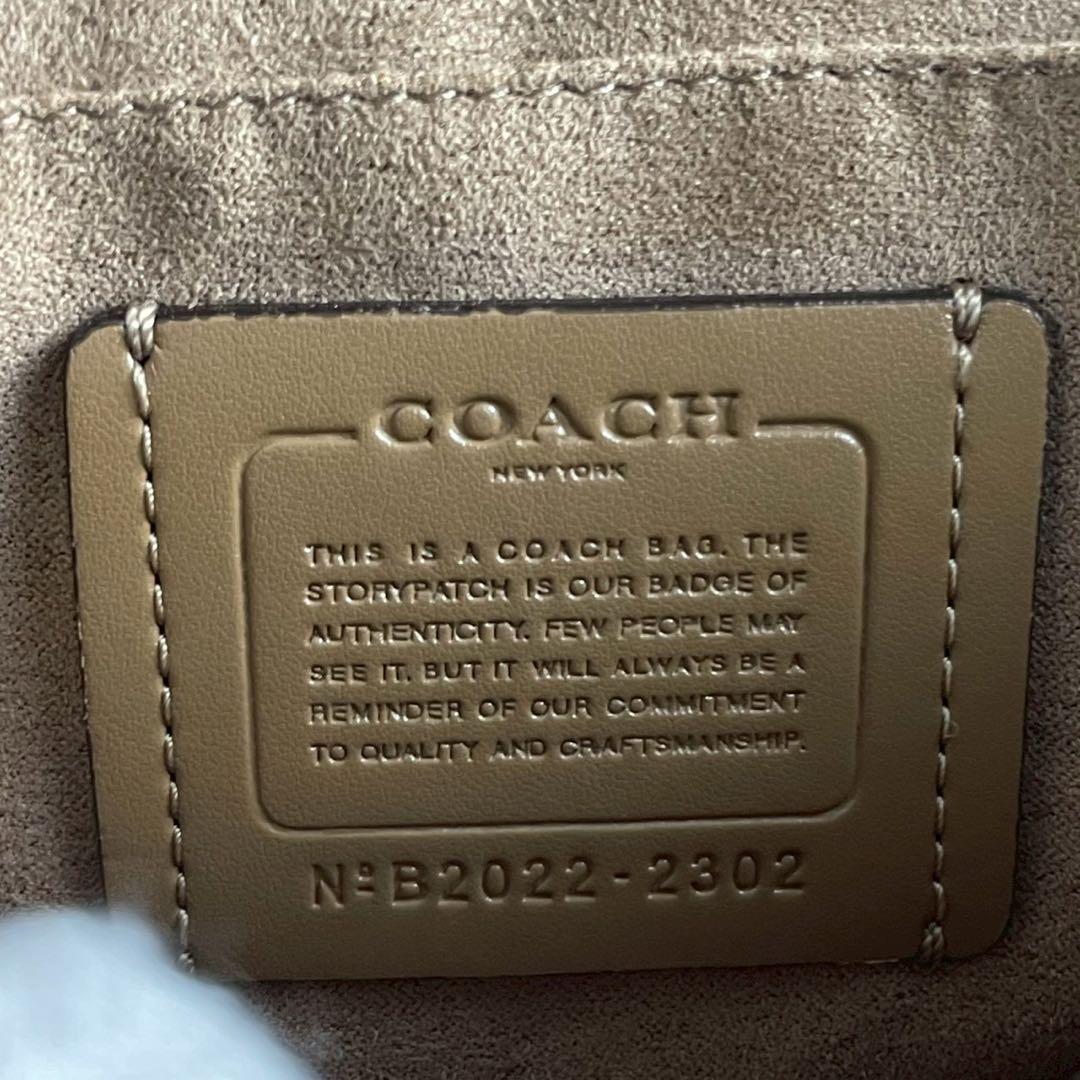 COACH
NEW YORK
THIS IS A COACH BAG. THE
STORYPATCH IS OUR BADGE OF
AUTHENTICITY. FEW PEOPLE MAY
SEE IT. BUT IT WILL ALWAYS BE A
REMINDER OF OUR COMMITMENT
TO QUALITY AND CRAFTSMANSHIP.
Nº B2022-2302